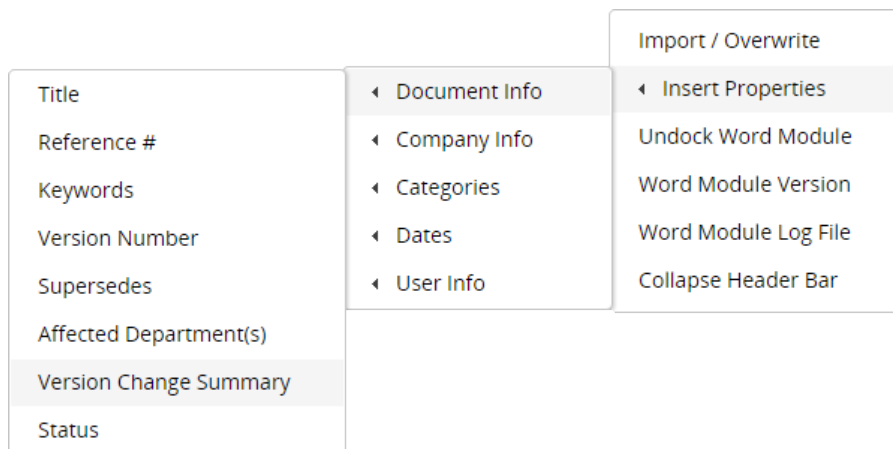 Title
Reference #
Keywords
Version Number
Supersedes
Affected Department(s)
Version Change Summary
Status
Document Info
Company Info
Categories
Dates
User Info
Import / Overwrite
Insert Properties
Undock Word Module
Word Module Version
Word Module Log File
Collapse Header Bar